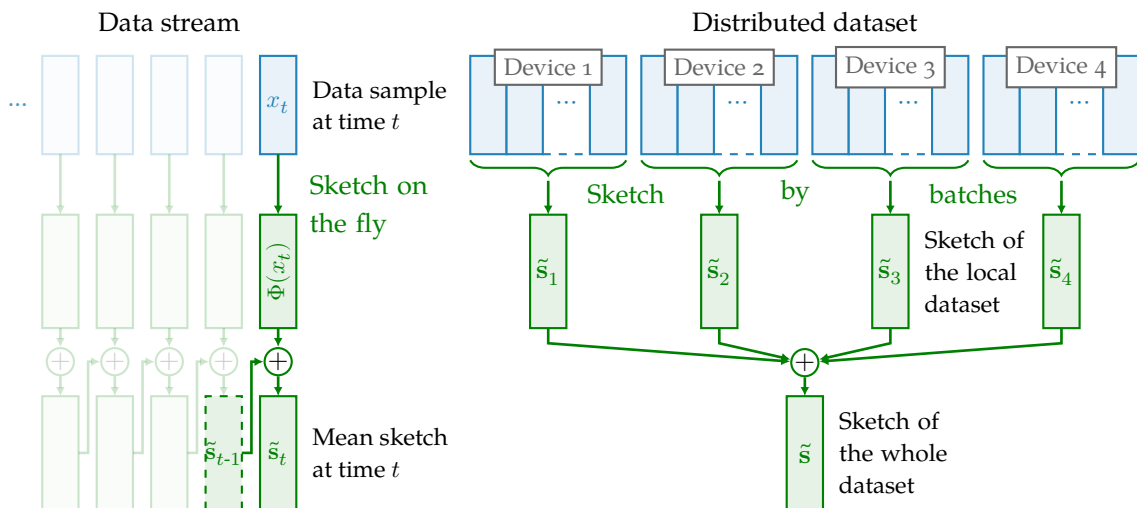 Data stream
...
x_t
Data sample
at time t
Sketch on
the fly
Φ(x_t)
+ + + + +
s̃_{t-1}
s̃_t
Mean sketch
at time t
Distributed dataset
Device 1 Device 2 Device 3 Device 4
... ... ... ...
Sketch by batches
s̃_1 s̃_2 s̃_3 s̃_4
Sketch of
the local
dataset
+
s̃
Sketch of
the whole
dataset